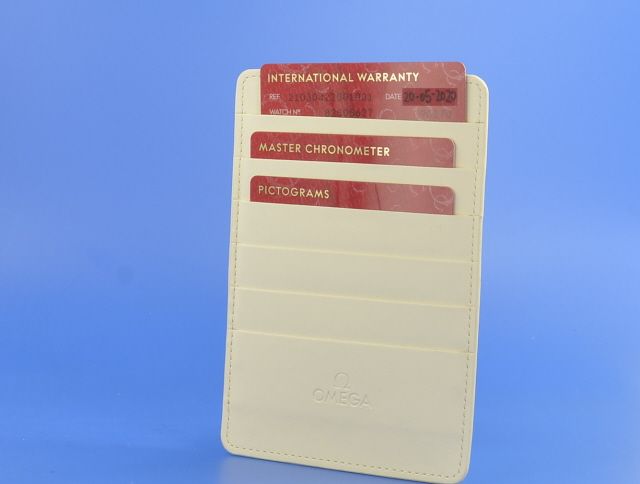 INTERNATIONAL WARRANTY
REF. DATE 20-05-2020
WATCH Nº
MASTER CHRONOMETER
PICTOGRAMS
Ω
OMEGA